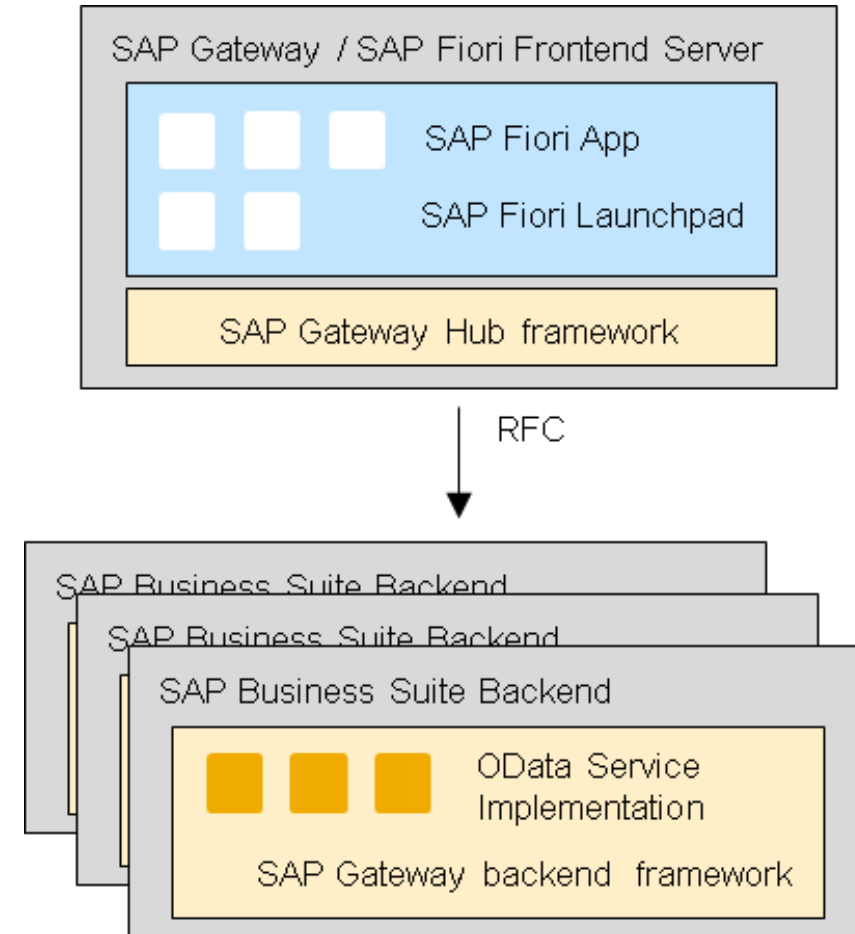 SAP Gateway / SAP Fiori Frontend Server
SAP Fiori App
SAP Fiori Launchpad
SAP Gateway Hub framework
RFC
SAP Business Suite Backend
SAP Business Suite Backend
SAP Business Suite Backend
OData Service
Implementation
SAP Gateway backend framework